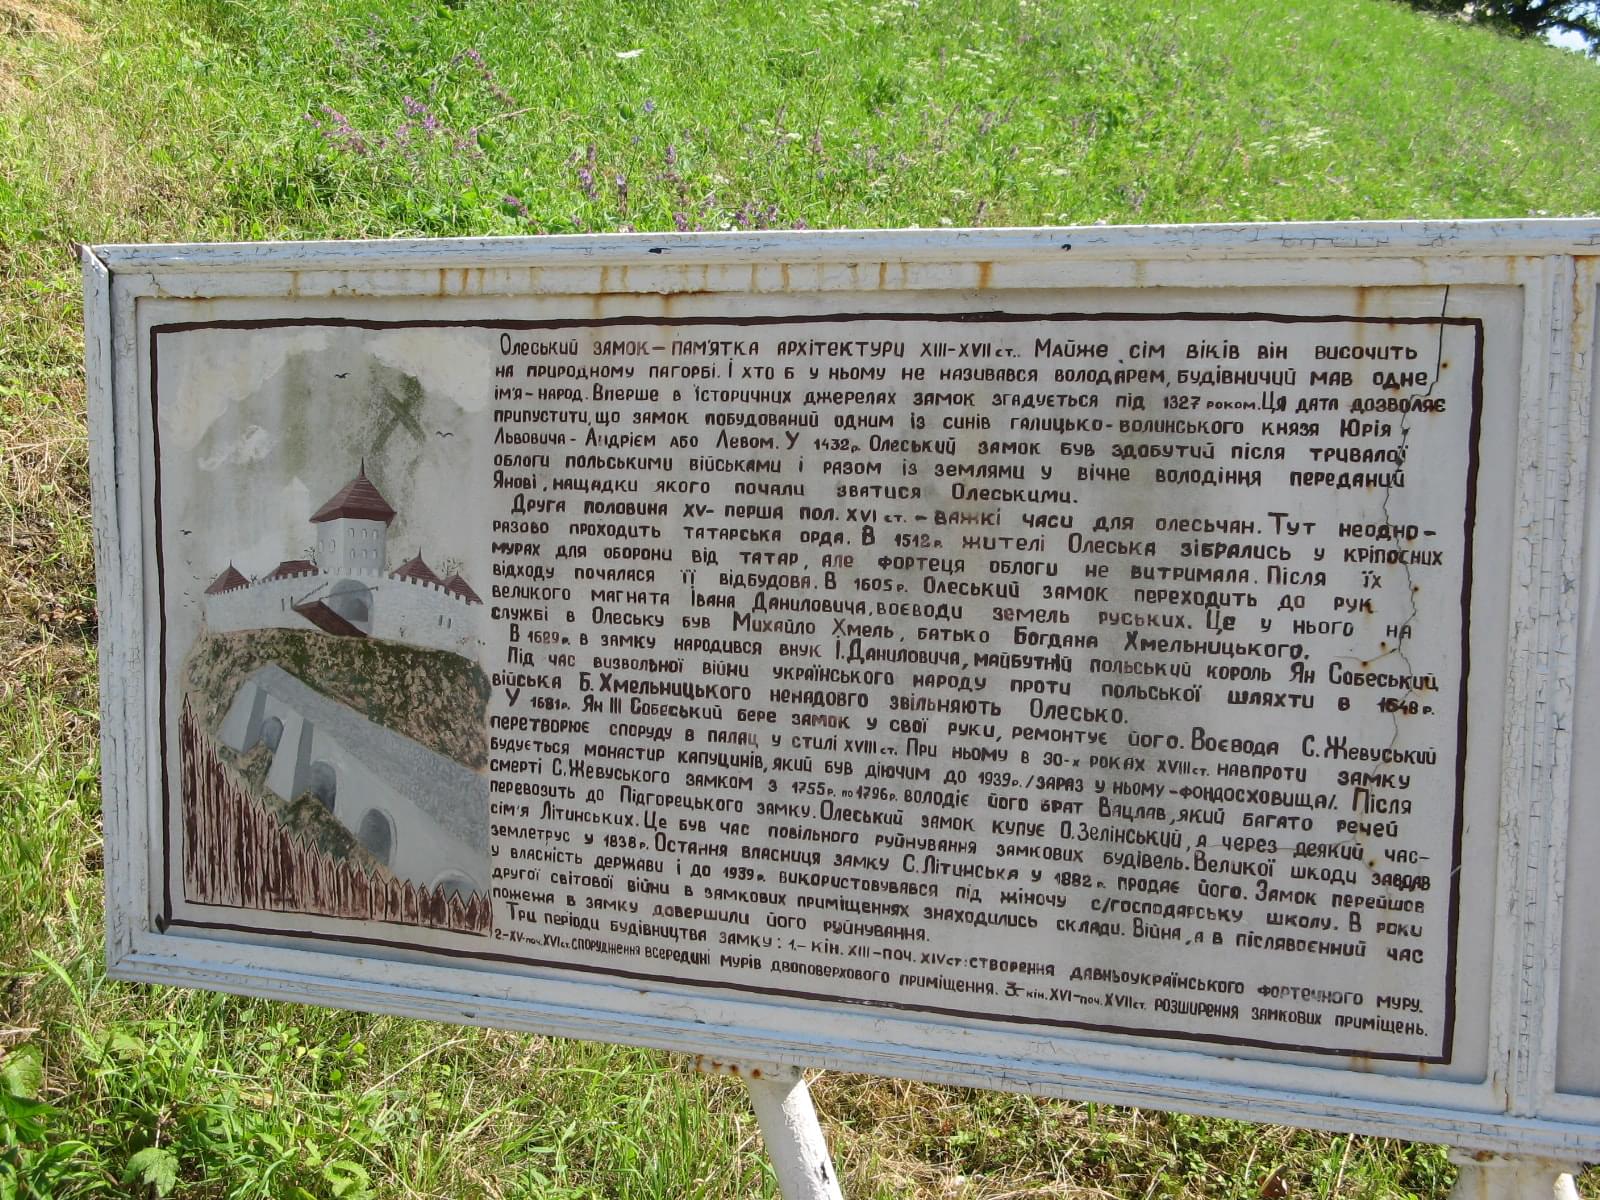 Олеський замок – пам'ятка архітектури XIII-XVII ст.. Майже сім віків він височить
на природному пагорбі. І хто б у ньому не називався володарем, будівничий мав одне
ім'я – народ. Вперше в історичних джерелах замок згадується під 1327 роком. Ця дата дозволяє
припустити, що замок побудований одним із синів галицько-волинського князя Юрія
Львовича – Андрієм або Левом. У 1432р. Олеський замок був здобутий після тривалої
облоги польськими військами і разом із землями у вічне володіння переданий
Янові, нащадки якого почали зватися Олеськими.
Друга половина XV- перша пол. XVI ст. – важкі часи для олесьчан. Тут неодно-
разово проходить татарська орда. В 1512р. жителі Олеська зібрались у кріпосних
мурах для оборони від татар, але фортеця облоги не витримала. Після їх
відходу почалася її відбудова. В 1605р. Олеський замок переходить до рук
великого магната Івана Даниловича, воєводи земель руських. Це у нього на
службі в Олеську був Михайло Хмель, батько Богдана Хмельницького.
В 1629р. в замку народився внук І.Даниловича, майбутній польський король Ян Собеський
Під час визвольної війни українського народу проти польської шляхти в 1648р.
війська Б.Хмельницького ненадовго звільняють Олесько.
У 1681р. Ян III Собеський бере замок у свої руки, ремонтує його. Воєвода С.Жевуський
перетворює споруду в палац у стилі XVIII ст. При ньому в 30-х роках XVIII ст. навпроти замку
будується монастир капуцинів, який був діючим до 1939р. /зараз у ньому – фондосховища/. Після
смерті С.Жевуського замком з 1755р. по 1796р. володіє його брат Вацлав, який багато речей
перевозить до Підгорецького замку. Олеський замок купує О.Зелінський, а через деякий час-
сім'я Літинських. Це був час повільного руйнування замкових будівель. Великої шкоди завдав
землетрус у 1838р. Остання власниця замку С.Літинська у 1882р. продає його. Замок перейшов
у власність держави і до 1939р. використовувався під жіночу с/господарську школу. В роки
другої світової війни в замкових приміщеннях знаходились склади. Війна, а в післявоєнний час
пожежа в замку довершили його руйнування.
Три періоди будівництва замку: 1.– кін. XIII – поч. XIV ст: створення давньоукраїнського фортечного муру.
2.–XV-поч.XVI ст. спорудження всередині мурів двоповерхового приміщення. 3.– кін. XVI – поч. XVII ст. розширення замкових приміщень.